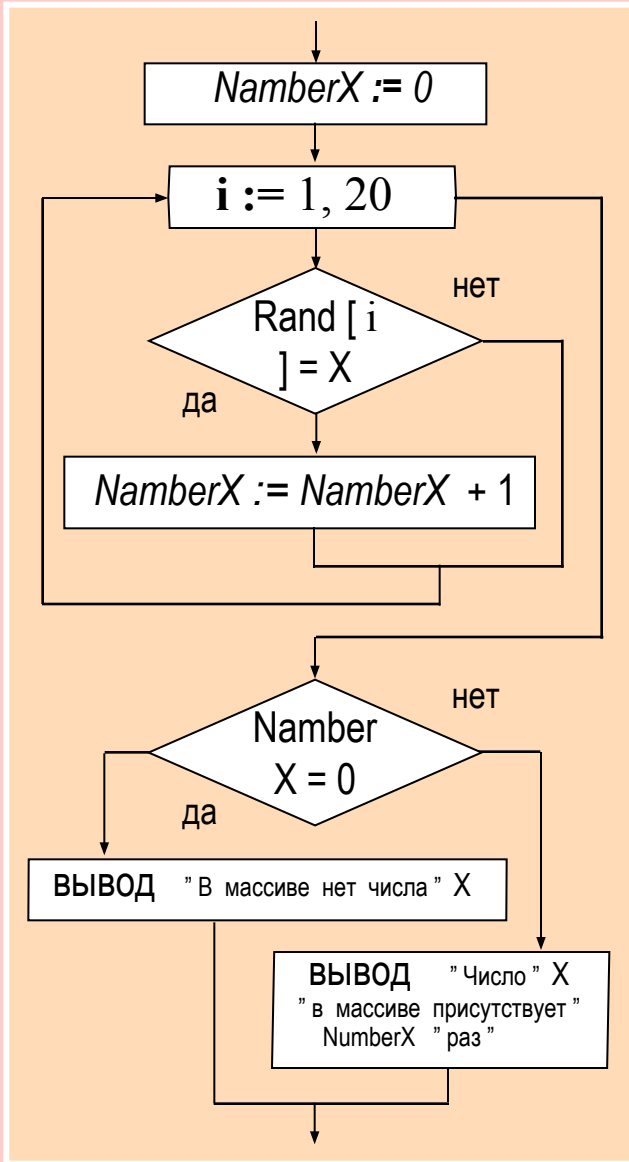 NamberX := 0
i := 1, 20
нет
Rand [ i
] = X
да
NamberX := NamberX + 1
нет
Namber
X = 0
да
ВЫВОД ” В массиве нет числа ” X
ВЫВОД ” Число ” X
” в массиве присутствует ”
NumberX ” раз ”